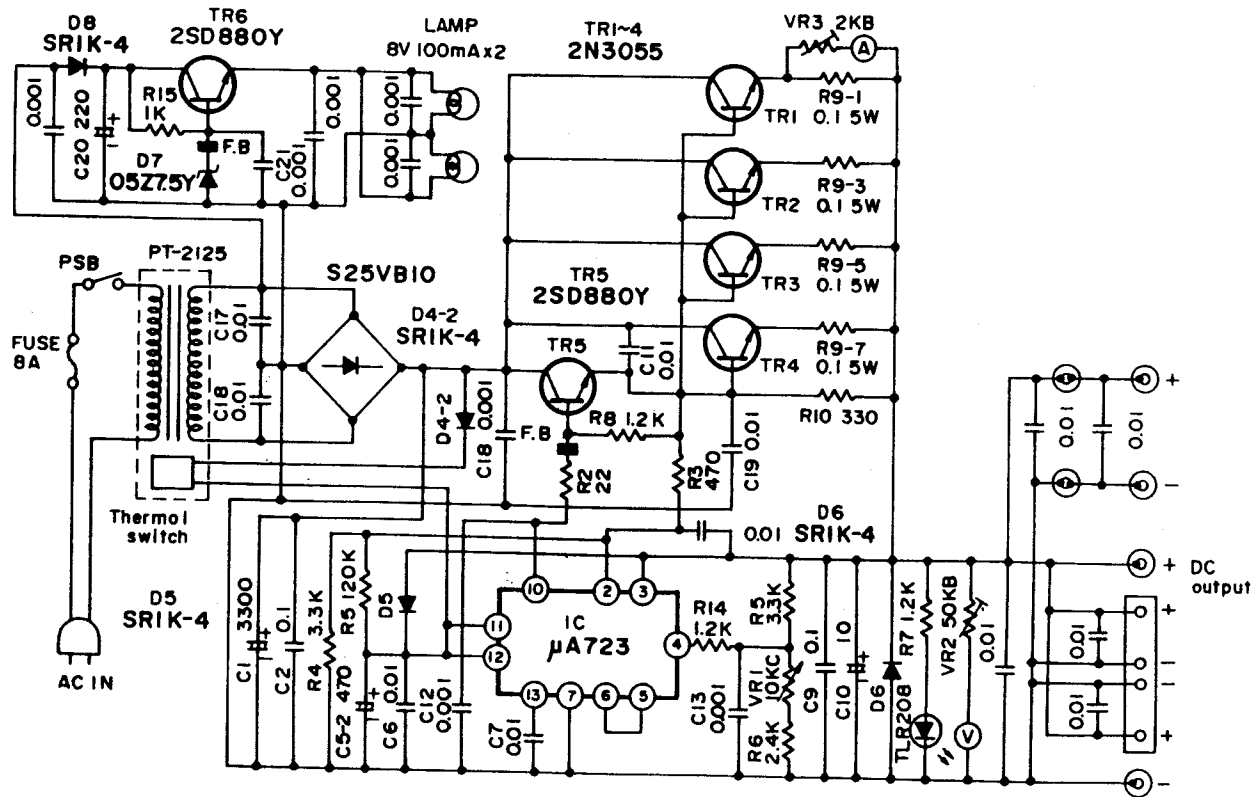 D8
SR1K-4
TR6
2SD880Y
LAMP
8V 100mAx2
TR1~4
2N3055
VR3 2KB
A
0.001
C20 220
+
-
R15
1K
F.B
D7
05Z7.5Y
C21
0.001
0.001
0.001
0.001
TR1
R9-1
0.1 5W
TR2
R9-3
0.1 5W
TR3
R9-5
0.1 5W
TR4
R9-7
0.1 5W
PT-2125
PSB
FUSE
8A
C17
0.01
C18
0.01
S25VB10
D4-2
SR1K-4
TR5
2SD880Y
TR5
C11
0.01
R10 330
D4-2
C18 0.001
F.B
R8 1.2K
R2
22
R3
470
C19 0.01
0.01
0.01
+
-
Thermal
switch
0.01
D6
SR1K-4
D5
SR1K-4
AC IN
C1 3300
+
-
C2 0.1
R4 3.3K
R5 120K
C5-2 470
+
-
D5
C6 0.01
C12
0.001
10
2
3
11
12
4
13
7
6
5
IC
µA723
C7
0.01
R14
1.2K
C13
0.001
R5
3.3K
VR1
10KC
R6
2.4K
C9 0.1
C10 10
+
-
D6
R7 1.2K
TLR208
VR2 50KB
V
0.01
+
DC
output
+
-
-
+
0.01
0.01
-